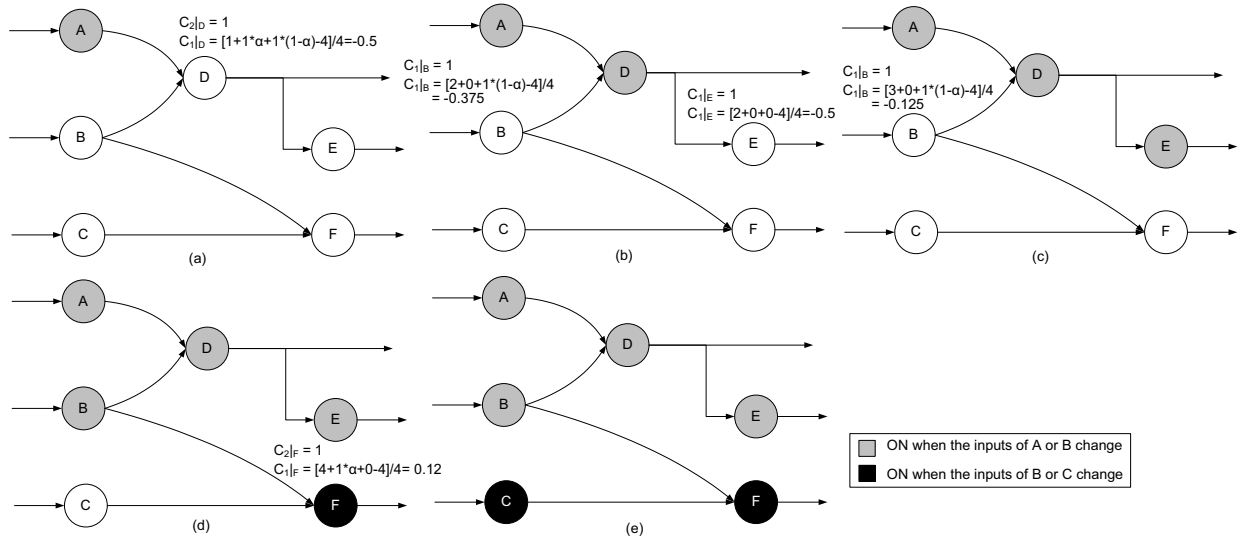 A
C₂|D = 1
C₁|D = [1+1*α+1*(1-α)-4]/4=-0.5
D
B
E
C
F
(a)
A
C₁|B = 1
C₁|B = [2+0+1*(1-α)-4]/4
= -0.375
D
C₁|E = 1
C₁|E = [2+0+0-4]/4=-0.5
B
E
C
F
(b)
A
C₁|B = 1
C₁|B = [3+0+1*(1-α)-4]/4
= -0.125
D
B
E
C
F
(c)
A
D
B
E
C₂|F = 1
C₁|F = [4+1*α+0-4]/4= 0.12
C
F
(d)
A
D
B
E
C
F
(e)
ON when the inputs of A or B change
ON when the inputs of B or C change